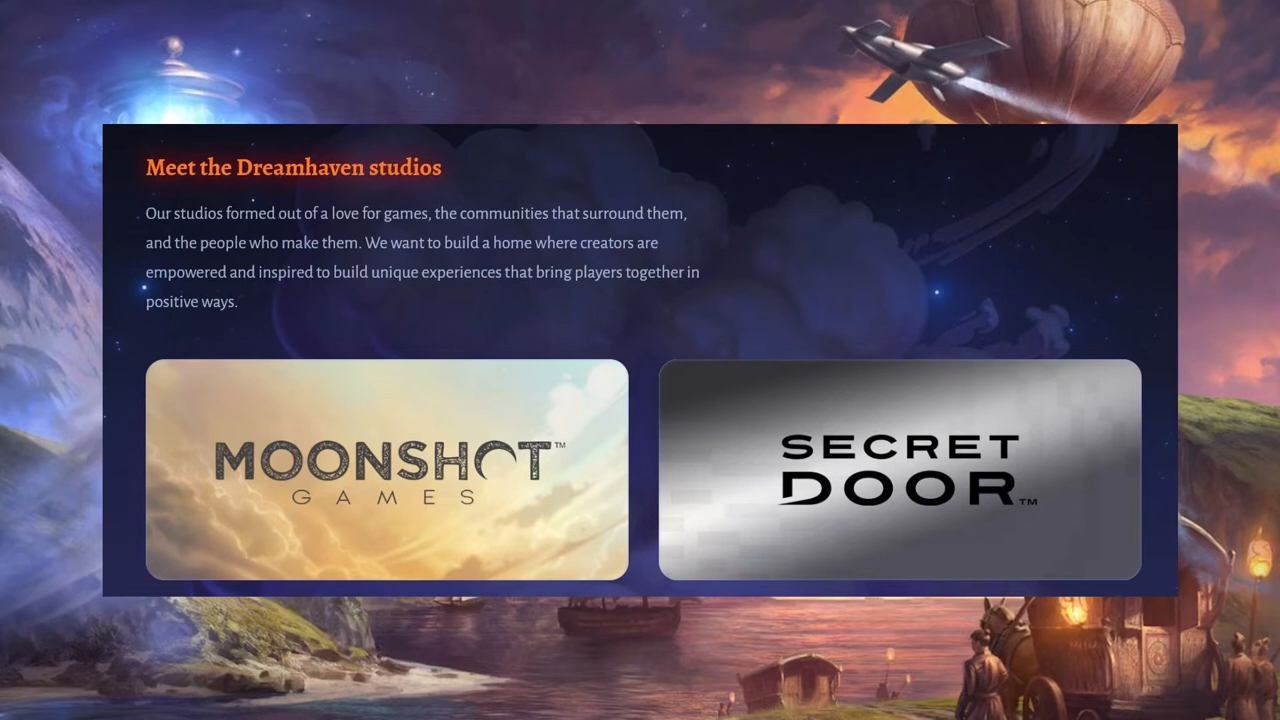 Meet the Dreamhaven studios
Our studios formed out of a love for games, the communities that surround them,
and the people who make them. We want to build a home where creators are
empowered and inspired to build unique experiences that bring players together in
positive ways.
MOONSHOT™
GAMES
SECRET
DOOR™